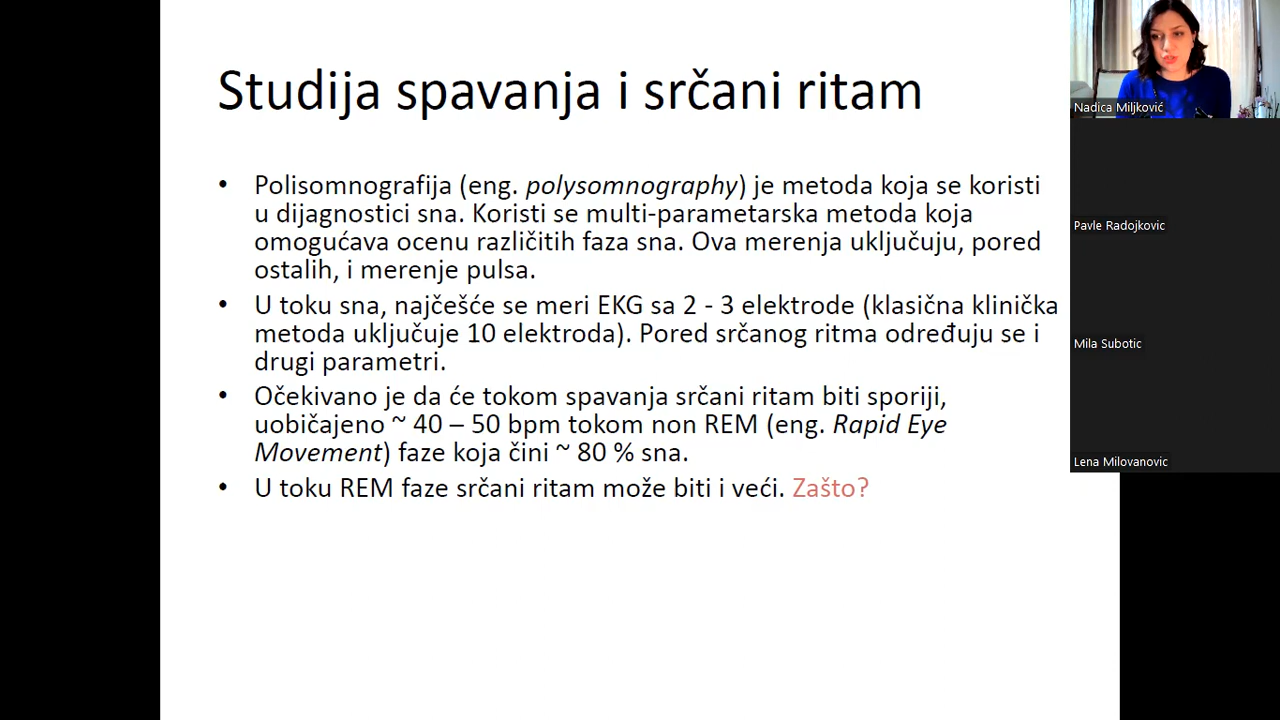 Studija spavanja i srčani ritam
• Polisomnografija (eng. polysomnography) je metoda koja se koristi
u dijagnostici sna. Koristi se multi-parametarska metoda koja
omogućava ocenu različitih faza sna. Ova merenja uključuju, pored
ostalih, i merenje pulsa.
• U toku sna, najčešće se meri EKG sa 2 - 3 elektrode (klasična klinička
metoda uključuje 10 elektroda). Pored srčanog ritma određuju se i
drugi parametri.
• Očekivano je da će tokom spavanja srčani ritam biti sporiji,
uobičajeno ~ 40 – 50 bpm tokom non REM (eng. Rapid Eye
Movement) faze koja čini ~ 80 % sna.
• U toku REM faze srčani ritam može biti i veći. Zašto?
Nadica Miljković
Pavle Radojkovic
Mila Subotic
Lena Milovanovic